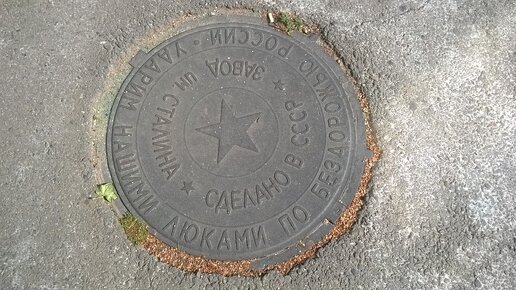 УДАРИМ НАШИМИ ЛЮКАМИ ПО БЕЗДОРОЖЬЮ РОССИИ
ЗАВОД им СТАЛИНА
СДЕЛАНО В СССР